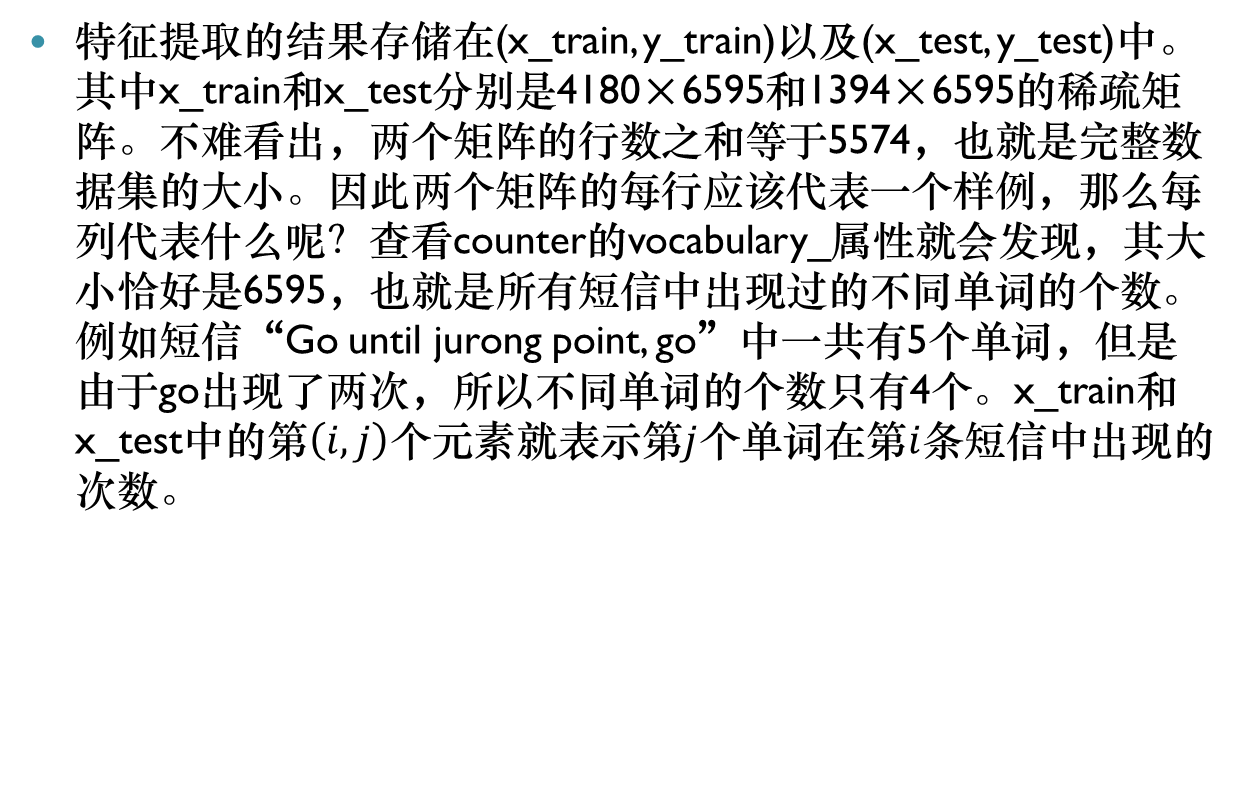 • 特征提取的结果存储在(x_train,y_train)以及(x_test,y_test)中。
其中x_train和x_test分别是4180×6595和1394×6595的稀疏矩
阵。不难看出，两个矩阵的行数之和等于5574，也就是完整数
据集的大小。因此两个矩阵的每行应该代表一个样例，那么每
列代表什么呢？查看counter的vocabulary_属性就会发现，其大
小恰好是6595，也就是所有短信中出现过的不同单词的个数。
例如短信“Go until jurong point, go”中一共有5个单词，但是
由于go出现了两次，所以不同单词的个数只有4个。x_train和
x_test中的第(i, j)个元素就表示第j个单词在第i条短信中出现的
次数。